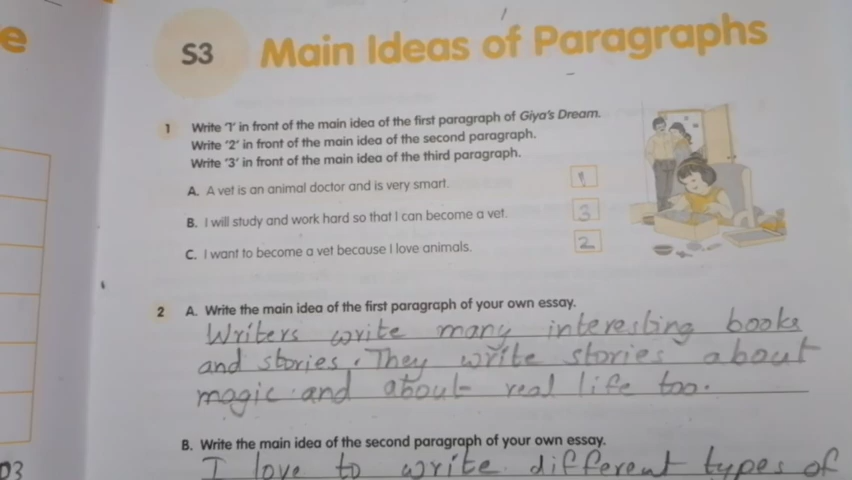 e
S3
Main Ideas of Paragraphs
1 Write '1' in front of the main idea of the first paragraph of Giya's Dream.
Write '2' in front of the main idea of the second paragraph.
Write '3' in front of the main idea of the third paragraph.
A. A vet is an animal doctor and is very smart. 1
B. I will study and work hard so that I can become a vet. 3
C. I want to become a vet because I love animals. 2
2 A. Write the main idea of the first paragraph of your own essay.
Writers write many interesting books
and stories. They write stories about
magic and about real life too.
B. Write the main idea of the second paragraph of your own essay.
I love to write different types of
03